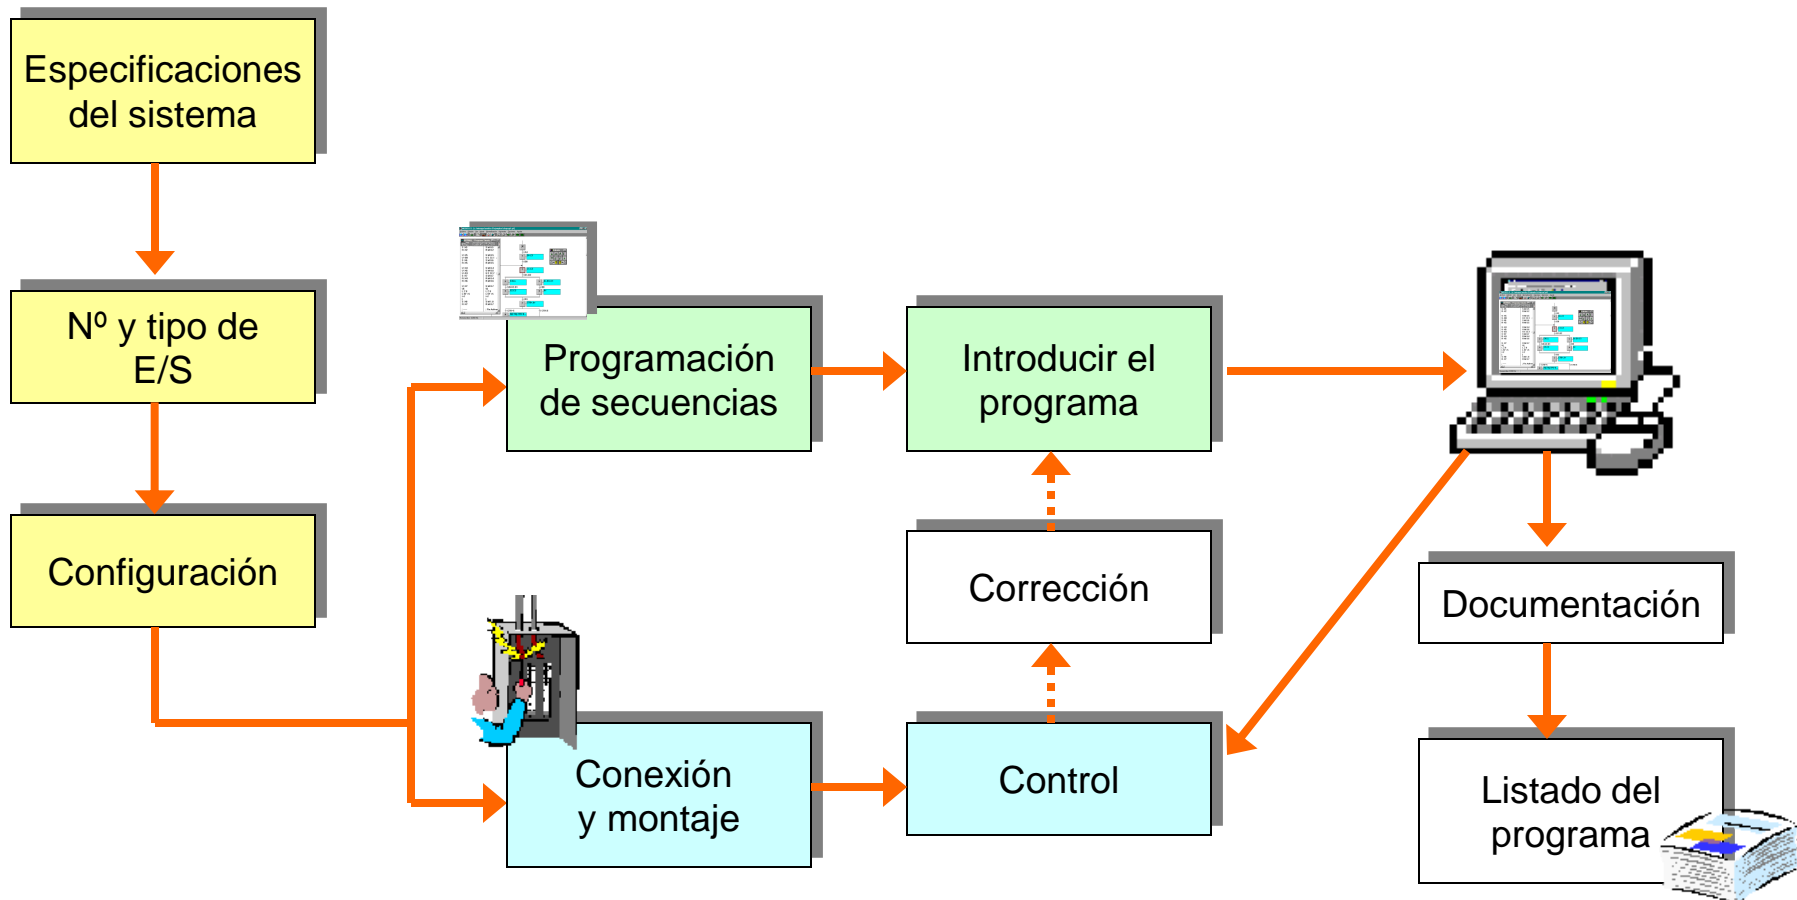 Especificaciones
del sistema
Nº y tipo de
E/S
Configuración
Programación
de secuencias
Introducir el
programa
Corrección
Conexión
y montaje
Control
Documentación
Listado del
programa